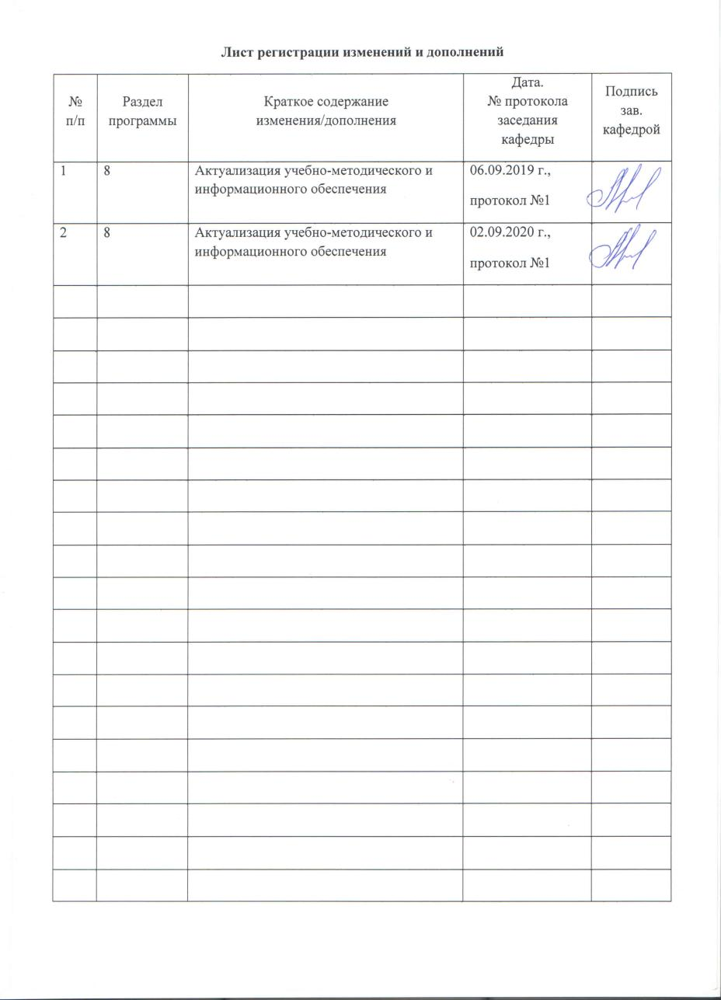 Лист регистрации изменений и дополнений
№ п/п
Раздел программы
Краткое содержание изменения/дополнения
Дата.
№ протокола
заседания
кафедры
Подпись
зав.
кафедрой
1
8
Актуализация учебно-методического и
информационного обеспечения
06.09.2019 г.,
протокол №1
2
8
Актуализация учебно-методического и
информационного обеспечения
02.09.2020 г.,
протокол №1